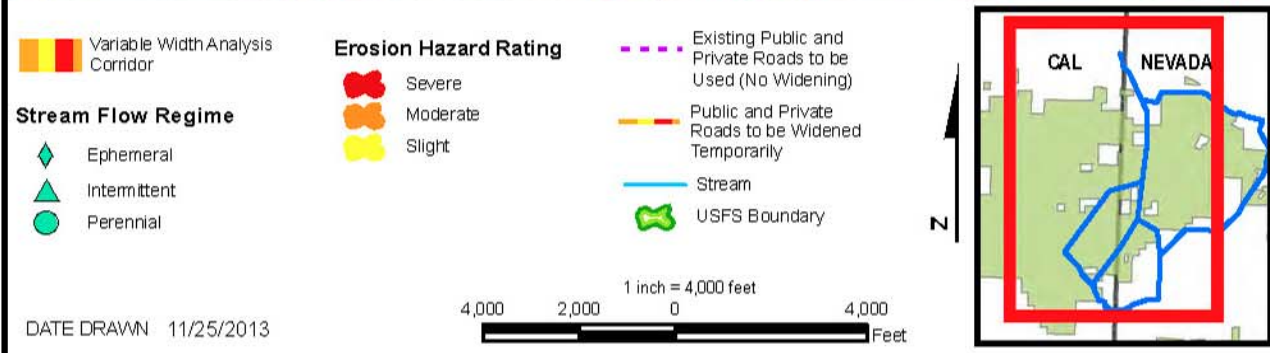 Variable Width Analysis
Corridor
Stream Flow Regime
Ephemeral
Intermittent
Perennial
DATE DRAWN 11/25/2013
Erosion Hazard Rating
Severe
Moderate
Slight
Existing Public and
Private Roads to be
Used (No Widening)
Public and Private
Roads to be Widened
Temporarily
Stream
USFS Boundary
1 inch = 4,000 feet
4,000 2,000 0 4,000
Feet
N
CAL NEVADA